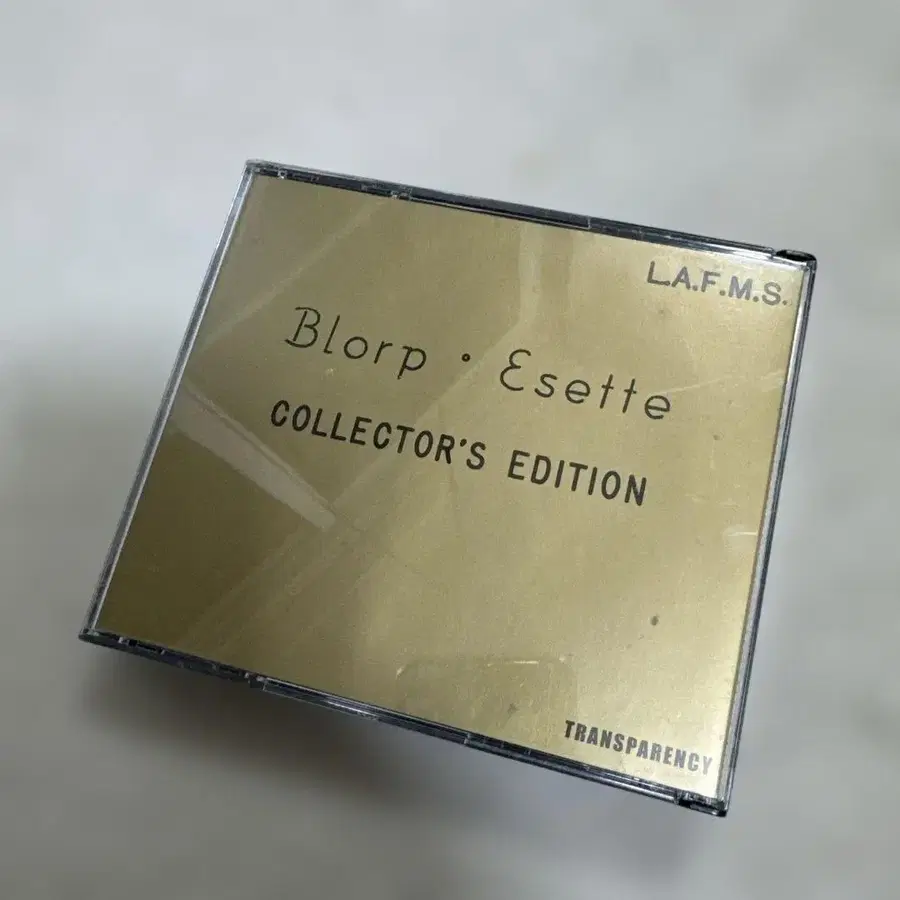 L.A.F.M.S.
Blorp • Esette
COLLECTOR'S EDITION
TRANSPARENCY